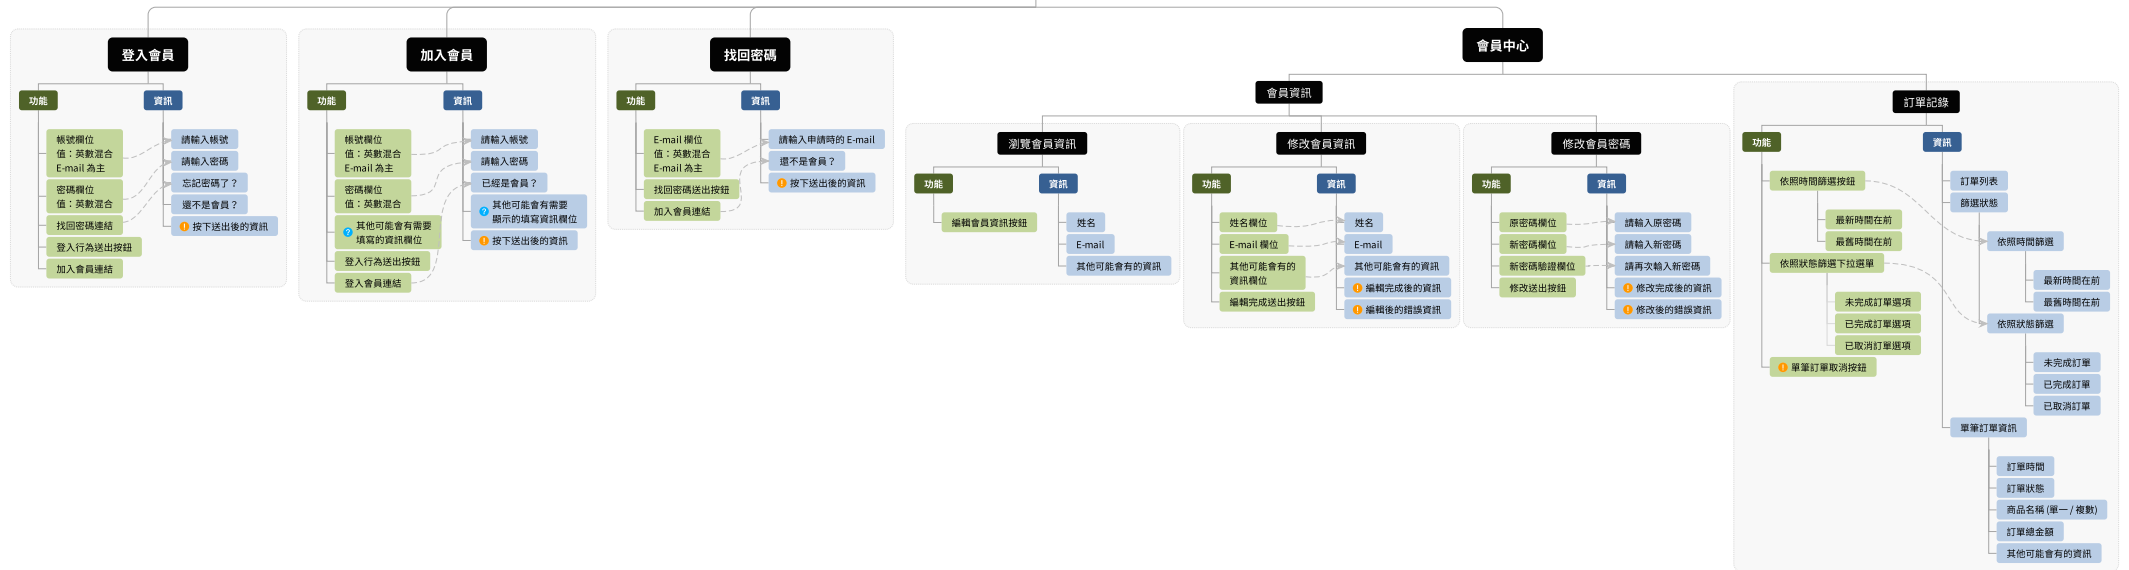 登入會員
功能
帳號欄位
值：英數混合
E-mail 為主
密碼欄位
值：英數混合
找回密碼連結
登入行為送出按鈕
加入會員連結
資訊
請輸入帳號
請輸入密碼
忘記密碼了？
還不是會員？
按下送出後的資訊
加入會員
功能
帳號欄位
值：英數混合
E-mail 為主
密碼欄位
值：英數混合
其他可能會有需要
填寫的資訊欄位
登入行為送出按鈕
登入會員連結
資訊
請輸入帳號
請輸入密碼
已經是會員？
其他可能會有需要
顯示的填寫資訊欄位
按下送出後的資訊
找回密碼
功能
E-mail 欄位
值：英數混合
E-mail 為主
找回密碼送出按鈕
加入會員連結
資訊
請輸入申請時的 E-mail
還不是會員？
按下送出後的資訊
會員中心
會員資訊
瀏覽會員資訊
功能
編輯會員資訊按鈕
資訊
姓名
E-mail
其他可能會有的資訊
修改會員資訊
功能
姓名欄位
E-mail 欄位
其他可能會有的
資訊欄位
編輯完成送出按鈕
資訊
姓名
E-mail
其他可能會有的資訊
編輯完成後的資訊
編輯後的錯誤資訊
修改會員密碼
功能
原密碼欄位
新密碼欄位
新密碼驗證欄位
修改送出按鈕
資訊
請輸入原密碼
請輸入新密碼
請再次輸入新密碼
修改完成後的資訊
修改後的錯誤資訊
訂單記錄
功能
依照時間篩選按鈕
最新時間在前
最舊時間在前
依照狀態篩選下拉選單
未完成訂單選項
已完成訂單選項
已取消訂單選項
單筆訂單取消按鈕
資訊
訂單列表
篩選狀態
依照時間篩選
最新時間在前
最舊時間在前
依照狀態篩選
未完成訂單
已完成訂單
已取消訂單
單筆訂單資訊
訂單時間
訂單狀態
商品名稱 (單一 / 複數)
訂單總金額
其他可能會有的資訊